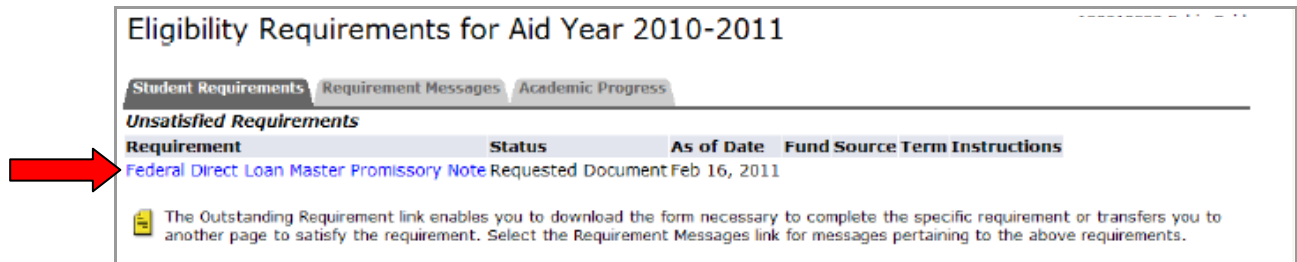 Eligibility Requirements for Aid Year 2010-2011
Student Requirements Requirement Messages Academic Progress
Unsatisfied Requirements
Requirement Status As of Date Fund Source Term Instructions
Federal Direct Loan Master Promissory Note Requested Document Feb 16, 2011
The Outstanding Requirement link enables you to download the form necessary to complete the specific requirement or transfers you to
another page to satisfy the requirement. Select the Requirement Messages link for messages pertaining to the above requirements.